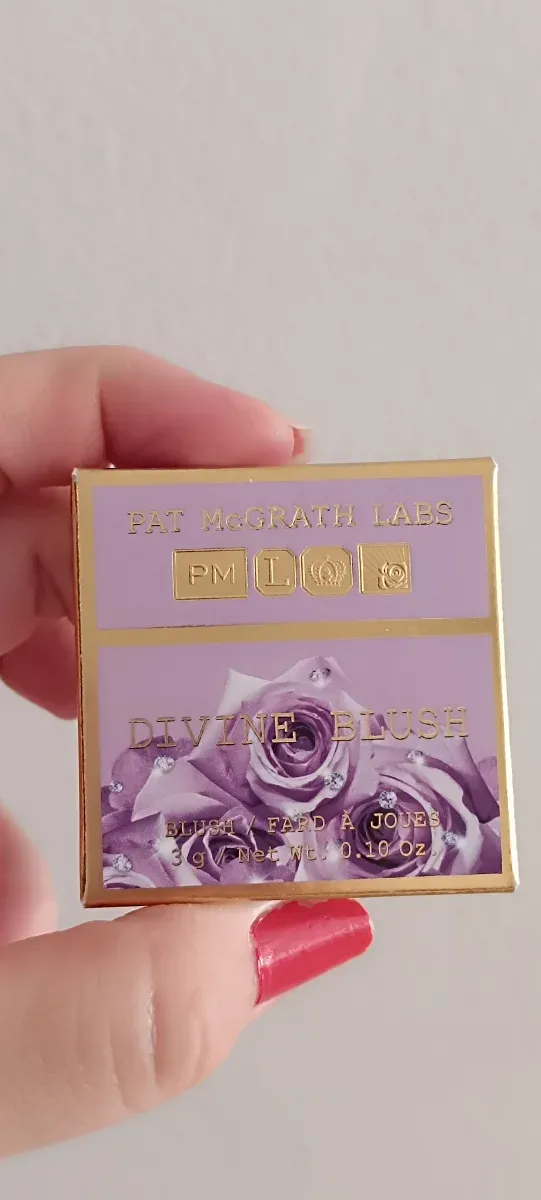 PAT McGRATH LABS
PM L
DIVINE BLUSH
BLUSH / FARD À JOUES
3 g / Net Wt. 0.10 Oz.